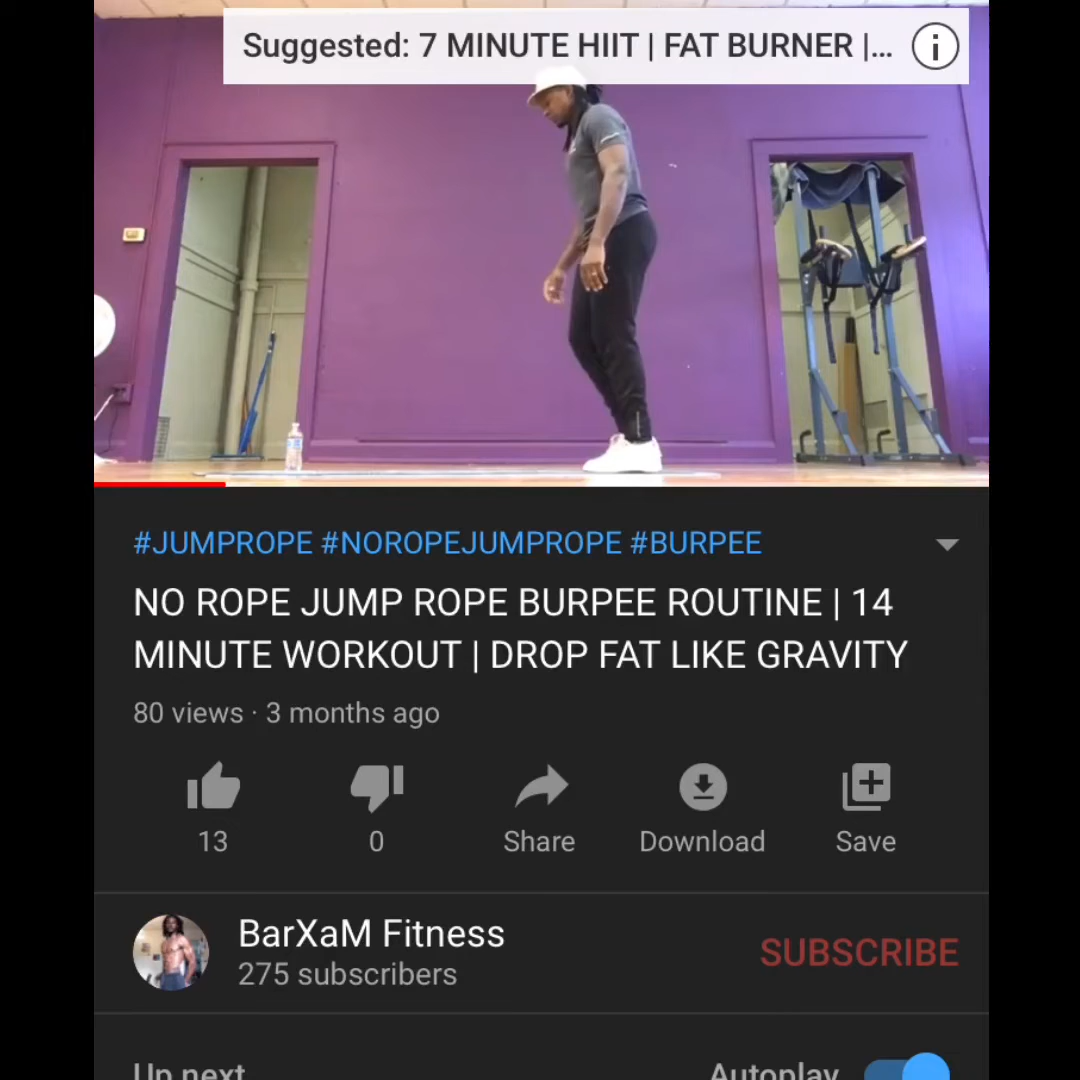 Suggested: 7 MINUTE HIIT | FAT BURNER |...
#JUMPROPE #NOROPEJUMPROPE #BURPEE
NO ROPE JUMP ROPE BURPEE ROUTINE | 14
MINUTE WORKOUT | DROP FAT LIKE GRAVITY
80 views · 3 months ago
13 0 Share Download Save
BarXaM Fitness
275 subscribers
SUBSCRIBE
Up next Autoplay